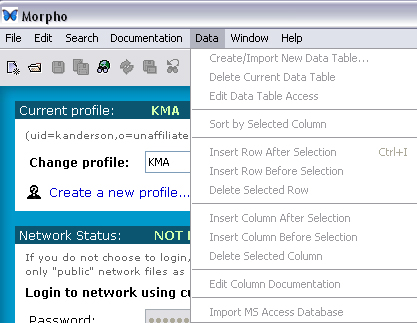 Morpho
File Edit Search Documentation Data Window Help
Create/Import New Data Table...
Delete Current Data Table
Edit Data Table Access
Sort by Selected Column
Insert Row After Selection Ctrl+I
Insert Row Before Selection
Delete Selected Row
Insert Column After Selection
Insert Column Before Selection
Delete Selected Column
Edit Column Documentation
Import MS Access Database
Current profile: KMA
(uid=kanderson,o=unaffiliate
Change profile: KMA
Create a new profile...
Network Status: NOT
If you do not choose to login,
only "public" network files as
Login to network using cu
Password: